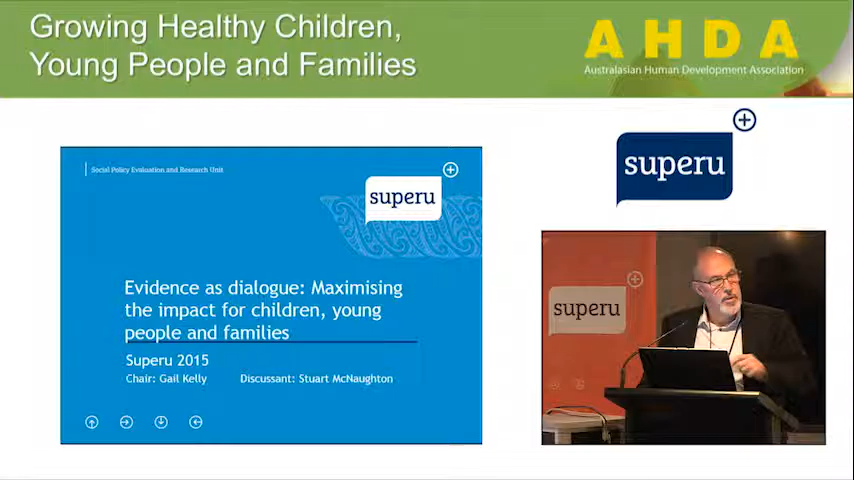 Growing Healthy Children,
Young People and Families
AHDA
Australasian Human Development Association
superu
Social Policy Evaluation and Research Unit
superu
Evidence as dialogue: Maximising
the impact for children, young
people and families
Superu 2015
Chair: Gail Kelly Discussant: Stuart McNaughton
superu